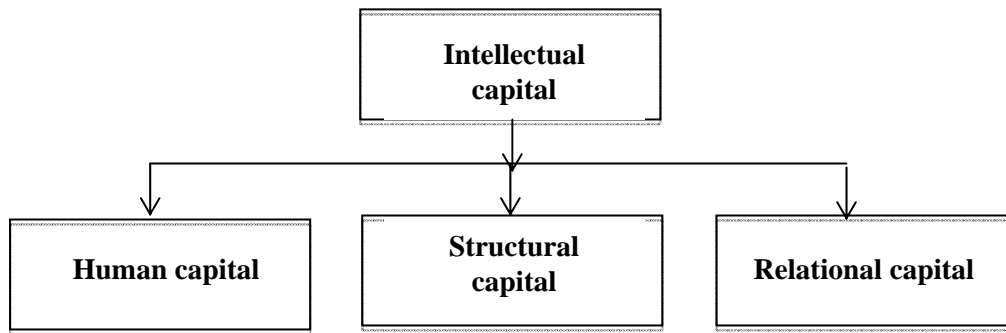 Intellectual
capital
Human capital
Structural
capital
Relational capital